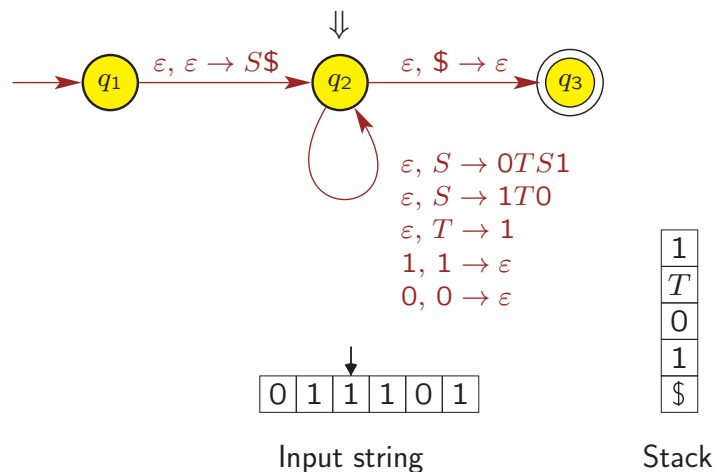 ⇓
q1 ε, ε → S$ q2 ε, $ → ε q3
ε, S → 0TS1
ε, S → 1T0
ε, T → 1
1, 1 → ε
0, 0 → ε
1
T
0
1
$
0 1 1 1 0 1
Input string Stack